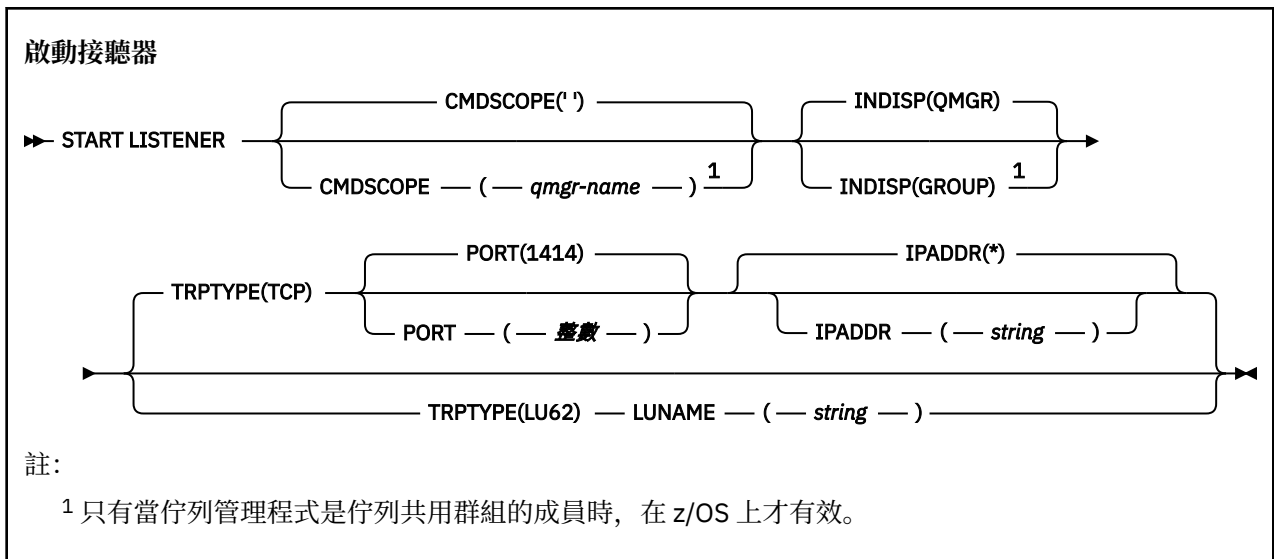 啟動接聽器
CMDSCOPE(' ') INDISP(QMGR)
START LISTENER
CMDSCOPE ( qmgr-name ) 1 INDISP(GROUP) 1
PORT(1414) IPADDR(*)
TRPTYPE(TCP)
PORT ( 整數 ) IPADDR ( string )
TRPTYPE(LU62) LUNAME ( string )
註:
1 只有當佇列管理程式是佇列共用群組的成員時，在 z/OS 上才有效。